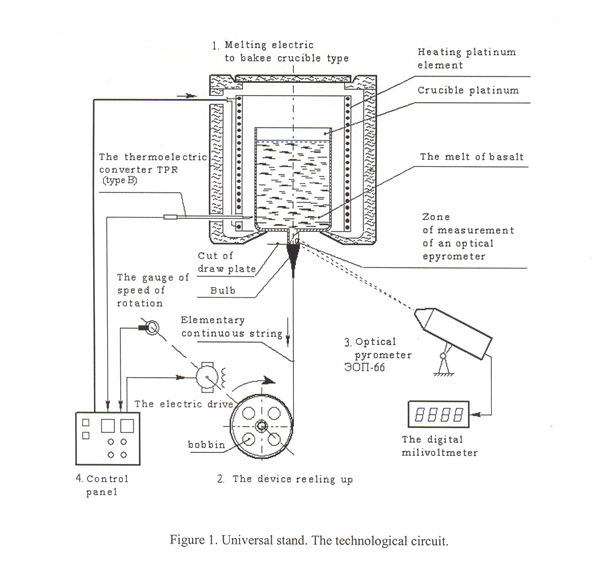 1. Melting electric
to bakee crucible type
Heating platinum
element
Crucible platinum
The thermoelectric
converter TPR
(type B)
The melt of basalt
Zone
of measurement
of an optical
epyrometer
Cut of
draw plate
Bulb
The gauge of
speed of
rotation
Elementary
continuous string
3. Optical
pyrometer
ЭОП-66
The electric drive
8888
The digital
milivoltmeter
bobbin
4. Control
panel
2. The device reeling up
Figure 1. Universal stand. The technological circuit.